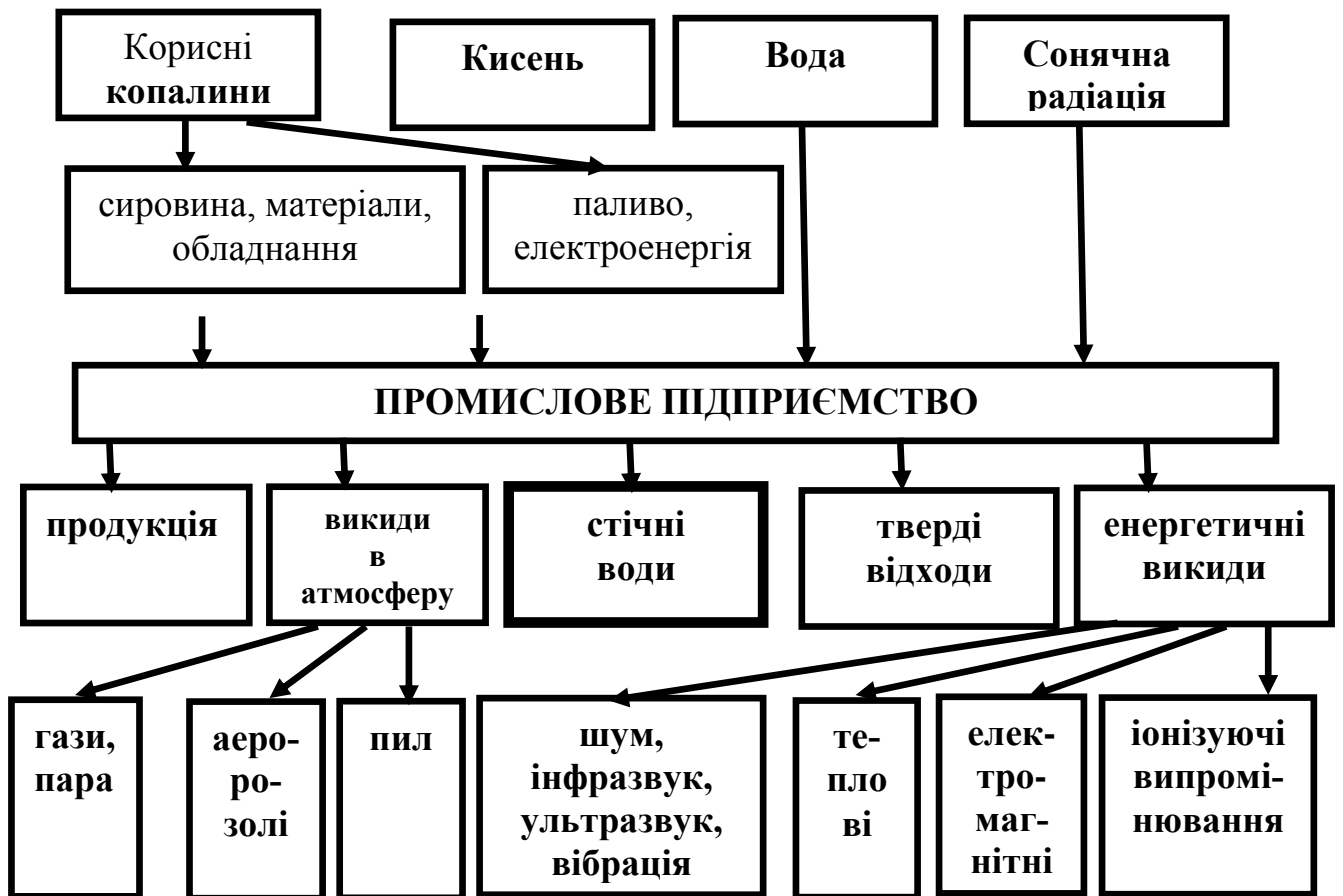 Корисні
копалини
Кисень
Вода
Сонячна
радіація
сировина, матеріали,
обладнання
паливо,
електроенергія
ПРОМИСЛОВЕ ПІДПРИЄМСТВО
продукція
викиди
в
атмосферу
стічні
води
тверді
відходи
енергетичні
викиди
гази,
пара
аеро-
ро-
золі
пил
шум,
інфразвук,
ультразвук,
вібрація
те-
пло
ві
елек-
тро-
маг-
нітні
іонізуючі
випромі-
нювання